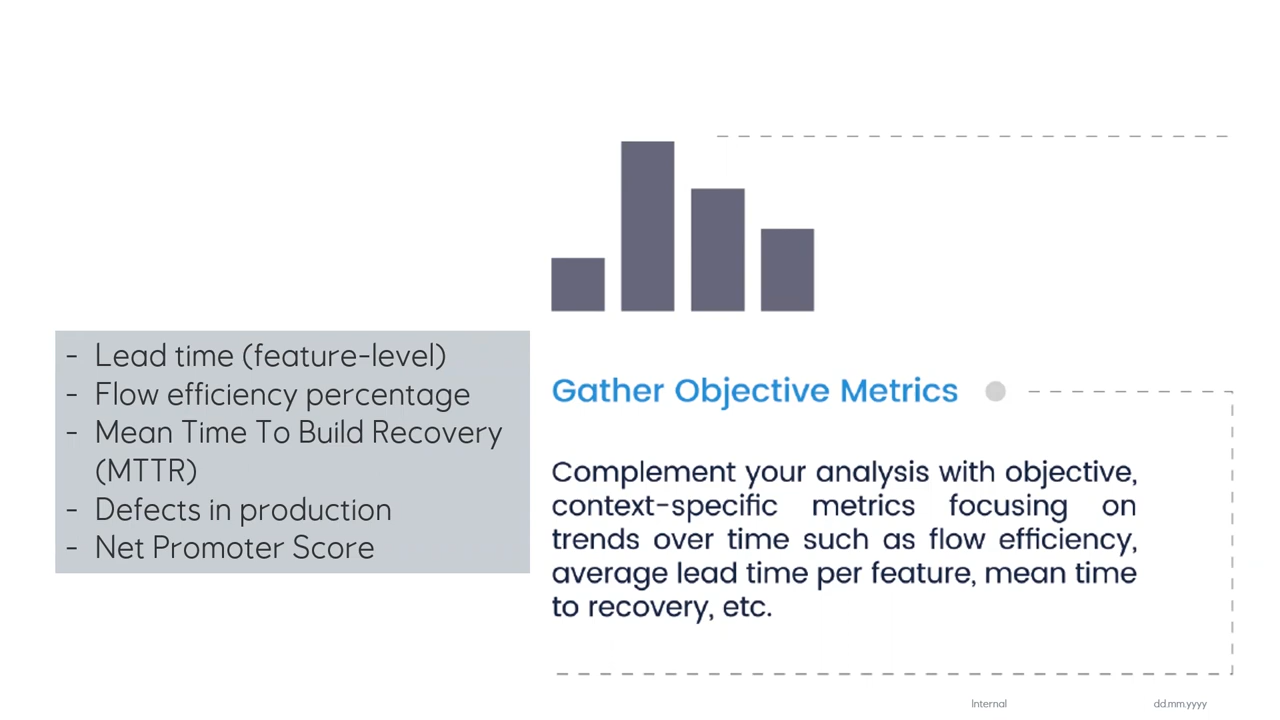 - Lead time (feature-level)
- Flow efficiency percentage
- Mean Time To Build Recovery
(MTTR)
- Defects in production
- Net Promoter Score
Gather Objective Metrics
Complement your analysis with objective,
context-specific metrics focusing on
trends over time such as flow efficiency,
average lead time per feature, mean time
to recovery, etc.
Internal
dd.mm.yyyy